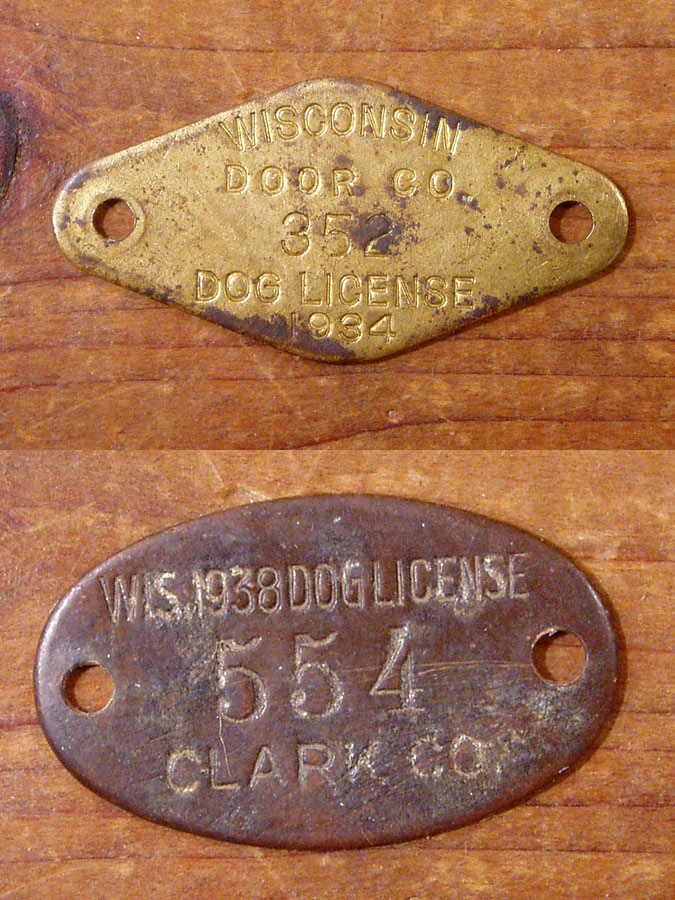 WISCONSIN
DOOR CO.
352
DOG LICENSE
1934
WIS. 1938 DOG LICENSE
554
CLARK CO.